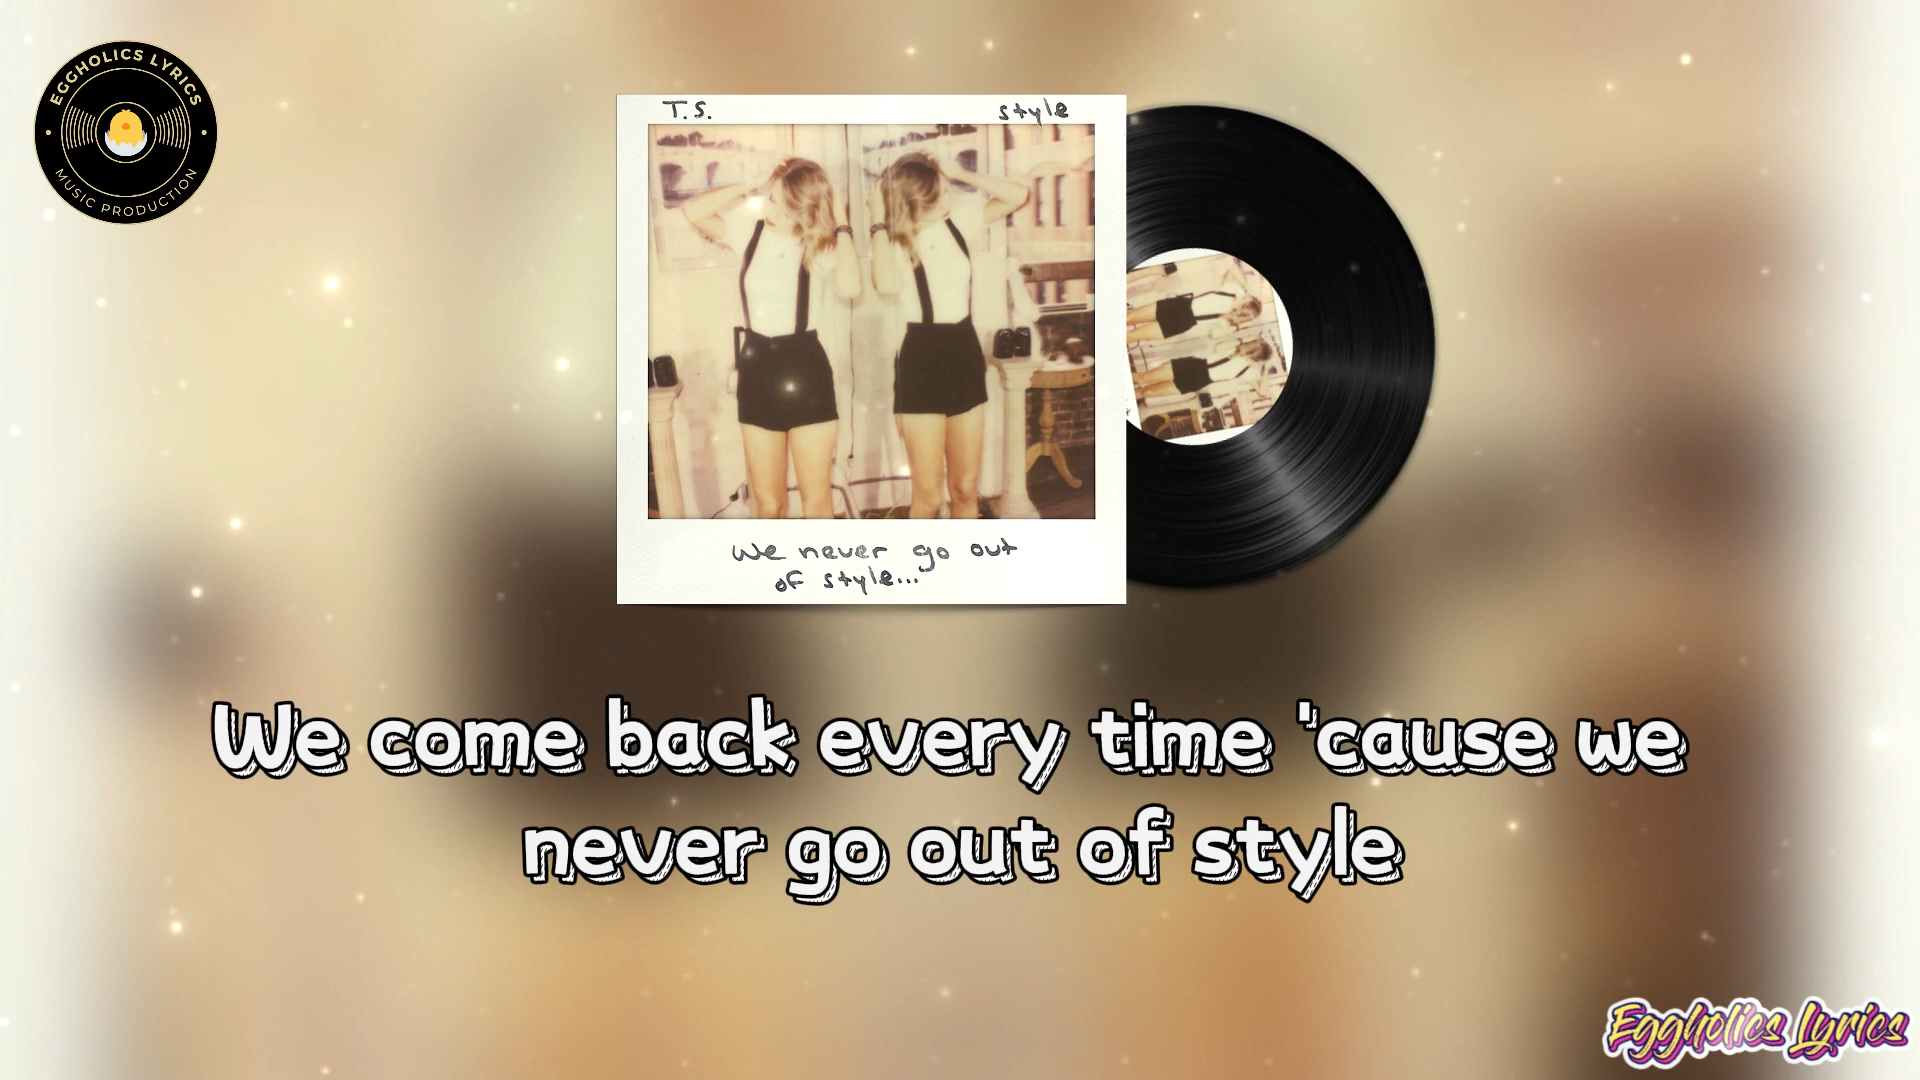 EGGHOLICS LYRICS
MUSIC PRODUCTION
T.S. style
We never go out
of style...
We come back every time 'cause we
never go out of style
Eggholics Lyrics